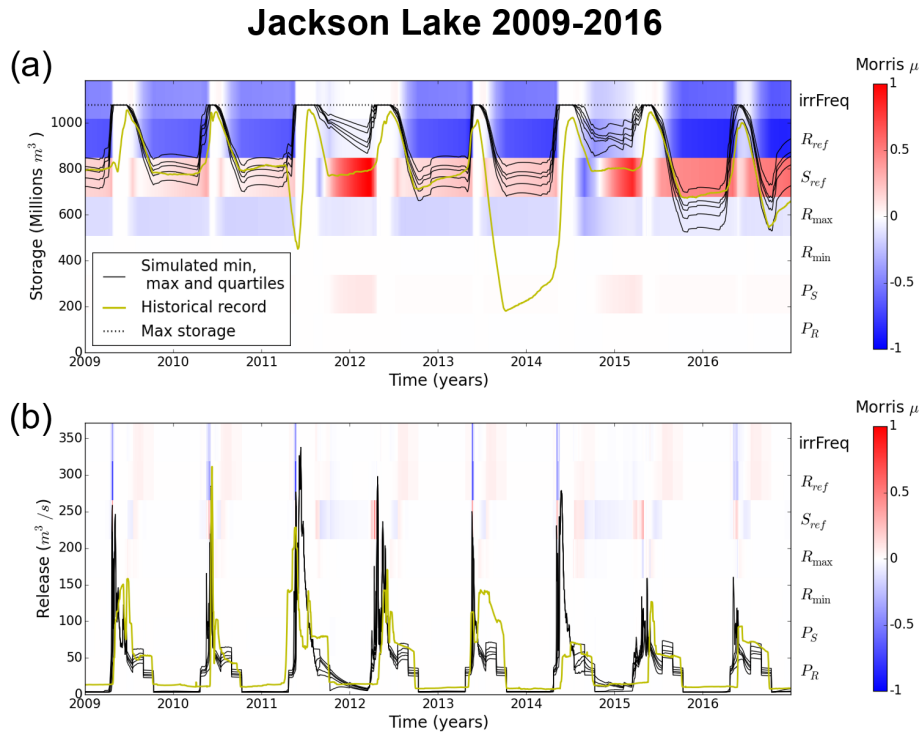 Jackson Lake 2009-2016
(a)
Morris μ
Storage (Millions m³)
1000
800
600
400
200
0
irrFreq
R_ref
S_ref
R_max
R_min
P_S
P_R
1
0.5
0
-0.5
-1
Simulated min,
max and quartiles
Historical record
Max storage
2009 2010 2011 2012 2013 2014 2015 2016
Time (years)
(b)
Morris μ
Release (m³/s)
350
300
250
200
150
100
50
0
irrFreq
R_ref
S_ref
R_max
R_min
P_S
P_R
1
0.5
0
-0.5
-1
2009 2010 2011 2012 2013 2014 2015 2016
Time (years)